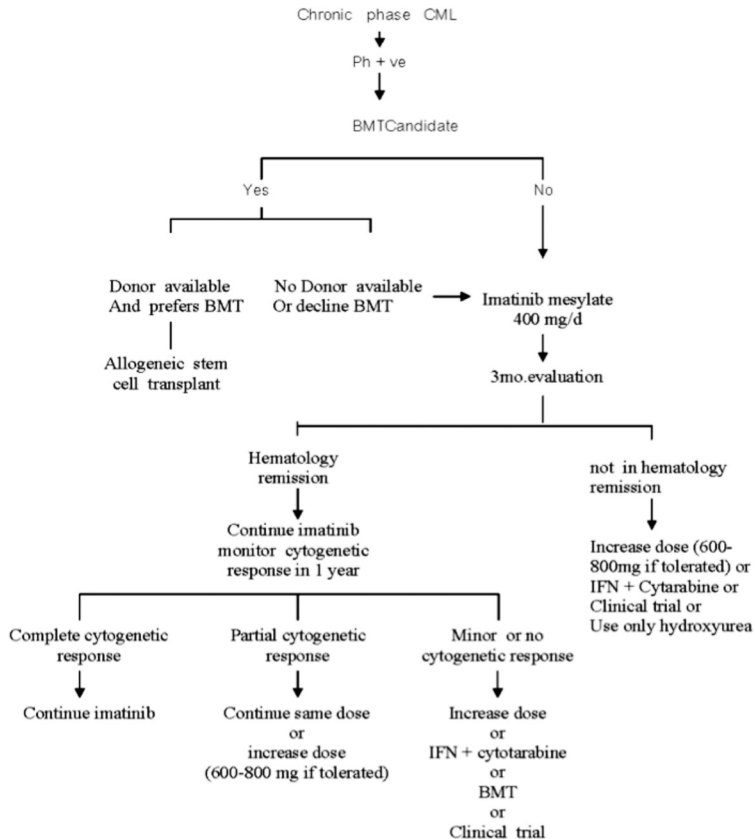 Chronic phase CML
Ph + ve
BMTCandidate
Yes
No
Donor available
And prefers BMT
No Donor available
Or decline BMT
Imatinib mesylate
400 mg/d
Allogeneic stem
cell transplant
3mo.evaluation
Hematology
remission
not in hematology
remission
Continue imatinib
monitor cytogenetic
response in 1 year
Increase dose (600-
800mg if tolerated) or
IFN + Cytarabine or
Clinical trial or
Use only hydroxyurea
Complete cytogenetic
response
Partial cytogenetic
response
Minor or no
cytogenetic response
Continue imatinib
Continue same dose
or
increase dose
(600-800 mg if tolerated)
Increase dose
or
IFN + cytotarabine
or
BMT
or
Clinical trial